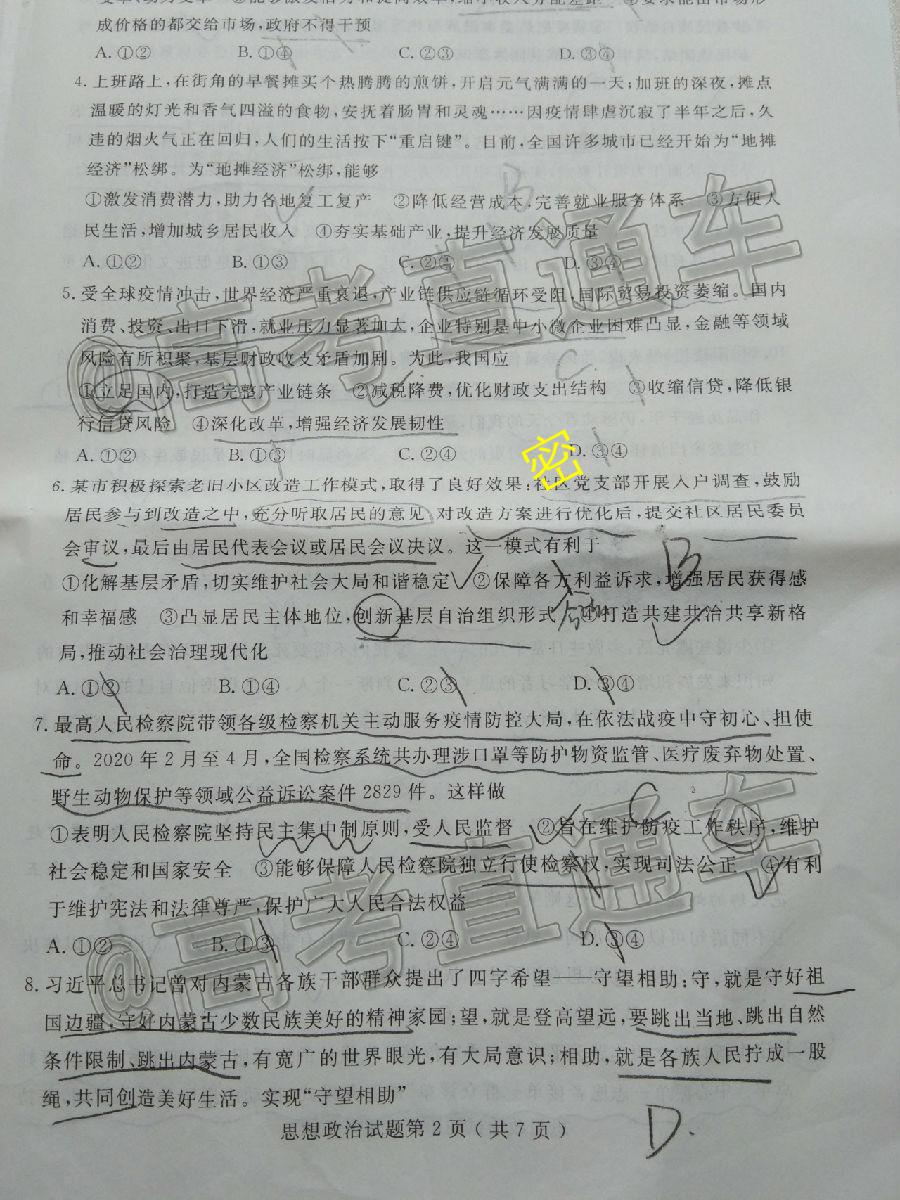 成价格的都交给市场,政府不得干预
A.①② B.①④ C.②③ D.③⑤
4.上班路上,在街角的早餐摊买个热腾腾的煎饼,开启元气满满的一天;加班的深夜,摊点
温暖的灯光和香气四溢的食物,安抚着肠胃和灵魂……因疫情肆虐沉寂了半年之后,久
违的烟火气正在回归,人们的生活按下“重启键”。目前,全国许多城市已经开始为“地摊
经济”松绑。为“地摊经济”松绑,能够
①激发消费潜力,助力各地复工复产 ②降低经营成本,完善就业服务体系 ③方便人
民生活,增加城乡居民收入 ④夯实基础产业,提升经济发展质量
B
A.①② B.①③ C.②④ D.③④
5.受全球疫情冲击,世界经济严重衰退,产业链供应链循环受阻,国际贸易投资萎缩。国内
消费、投资、出口下滑,就业压力显著加大,企业特别是中小微企业困难凸显,金融等领域
风险有所积聚,基层财政收支矛盾加剧。为此,我国应
C
①立足国内,打造完整产业链条 ②减税降费,优化财政支出结构 ③收缩信贷,降低银
行信贷风险 ④深化改革,增强经济发展韧性
A.①② B.①③ C.②④ D.③④
密
6.某市积极探索老旧小区改造工作模式,取得了良好效果:社区党支部开展入户调查,鼓励
居民参与到改造之中,充分听取居民的意见,对改造方案进行优化后,提交社区居民委员
会审议,最后由居民代表会议或居民会议决议。这一模式有利于
B
①化解基层矛盾,切实维护社会大局和谐稳定 ②保障各方利益诉求,增强居民获得感
和幸福感 ③凸显居民主体地位,创新基层自治组织形式 ④打造共建共治共享新格
局,推动社会治理现代化
A.①② B.①④ C.②③ D.③④
7.最高人民检察院带领各级检察机关主动服务疫情防控大局,在依法战疫中守初心、担使
命。2020年2月至4月,全国检察系统共办理涉口罩等防护物资监管、医疗废弃物处置、
野生动物保护等领域公益诉讼案件2829件。这样做
C
①表明人民检察院坚持民主集中制原则,受人民监督 ②旨在维护防疫工作秩序,维护
社会稳定和国家安全 ③能够保障人民检察院独立行使检察权,实现司法公正 ④有利
于维护宪法和法律尊严,保护广大人民合法权益
A.①② B.①③ C.②④ D.③④
8.习近平总书记曾对内蒙古各族干部群众提出了四字希望——守望相助:守,就是守好祖
国边疆,守好内蒙古少数民族美好的精神家园;望,就是登高望远,要跳出当地、跳出自然
条件限制、跳出内蒙古,有宽广的世界眼光,有大局意识;相助,就是各族人民拧成一股
绳,共同创造美好生活。实现“守望相助”
D.
思想政治试题第2页(共7页)
@高考直通车
@高考直通车